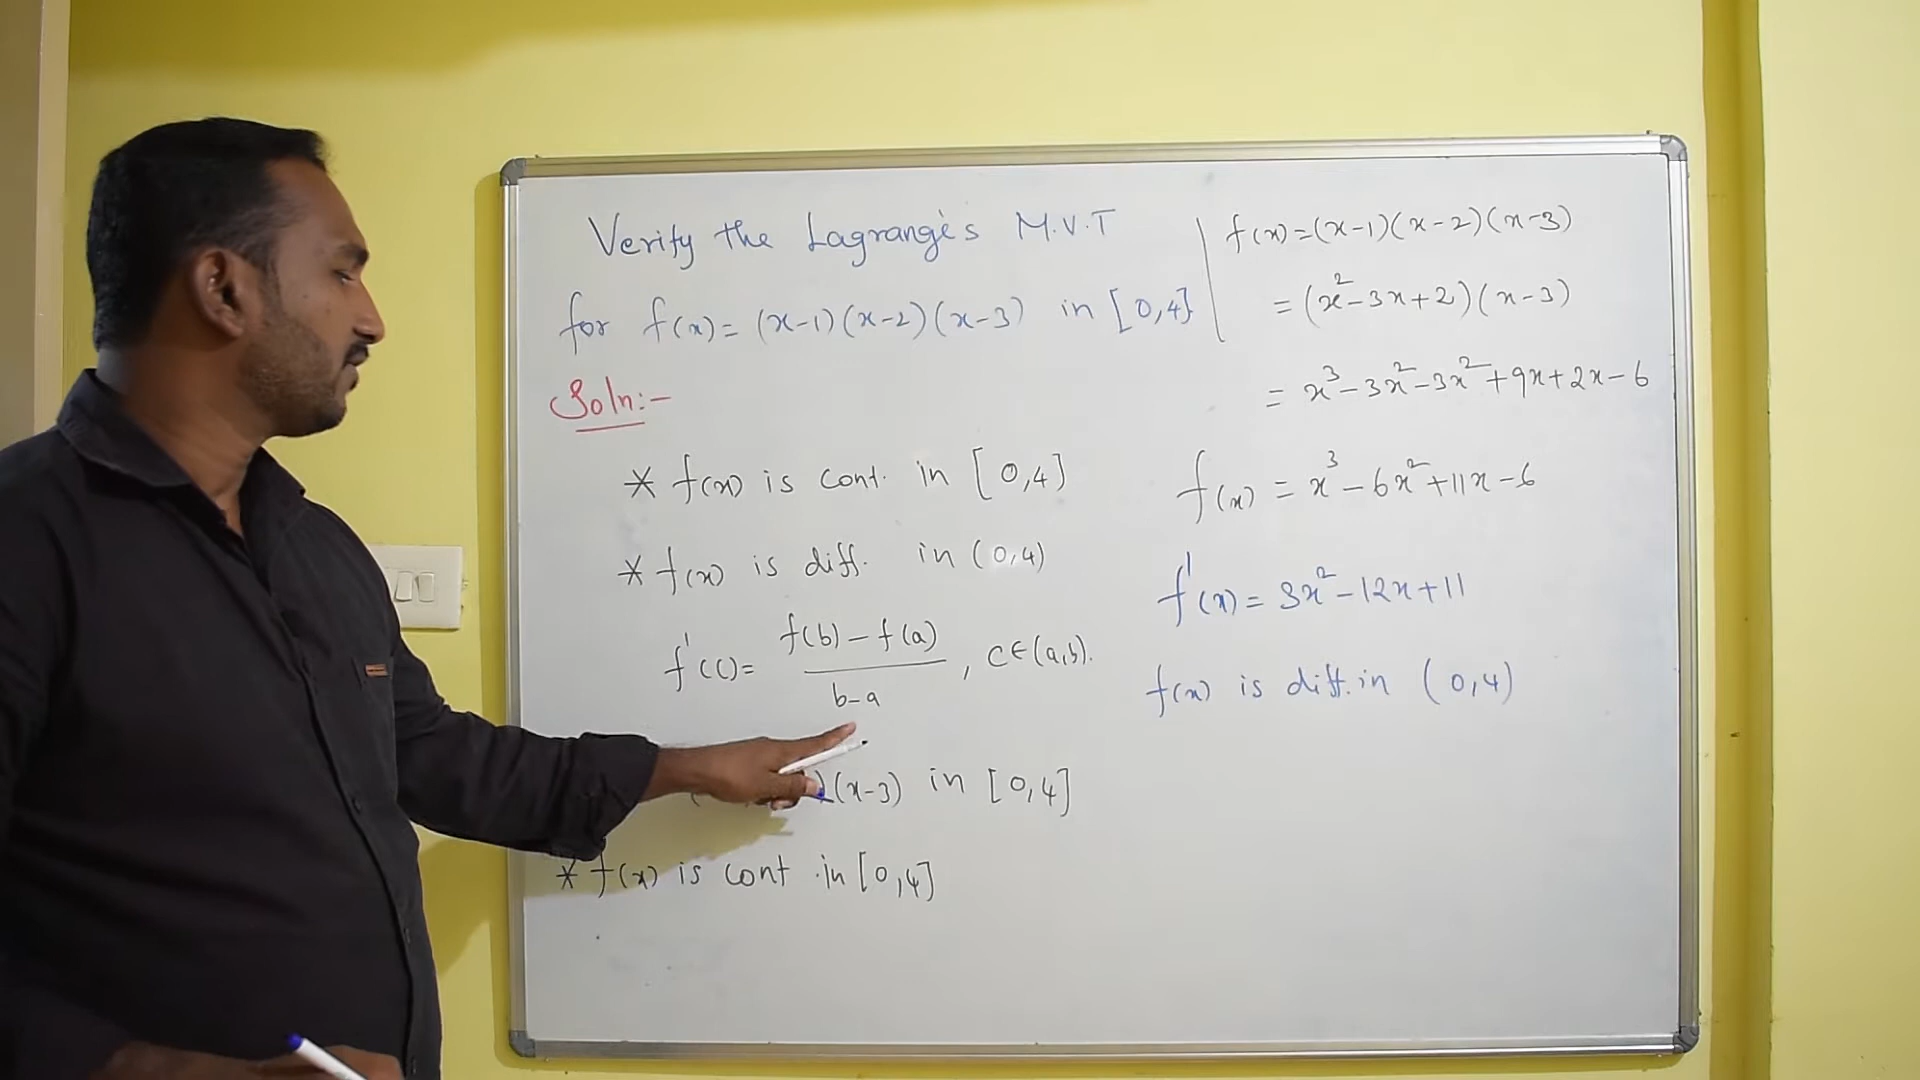 Verify the Lagrange's M.V.T
for f(x) = (x-1)(x-2)(x-3) in [0,4]
Soln:-
* f(x) is cont. in [0,4]
* f(x) is diff. in (0,4)
f'(c) = f(b) - f(a) / b-a , c∈(a,b).
(x-3) in [0,4]
* f(x) is cont .in [0,4]
f(x) = (x-1)(x-2)(x-3)
= (x²-3x+2)(x-3)
= x³-3x²-3x²+9x+2x-6
f(x) = x³-6x²+11x-6
f'(x) = 3x²-12x+11
f(x) is diff. in (0,4)